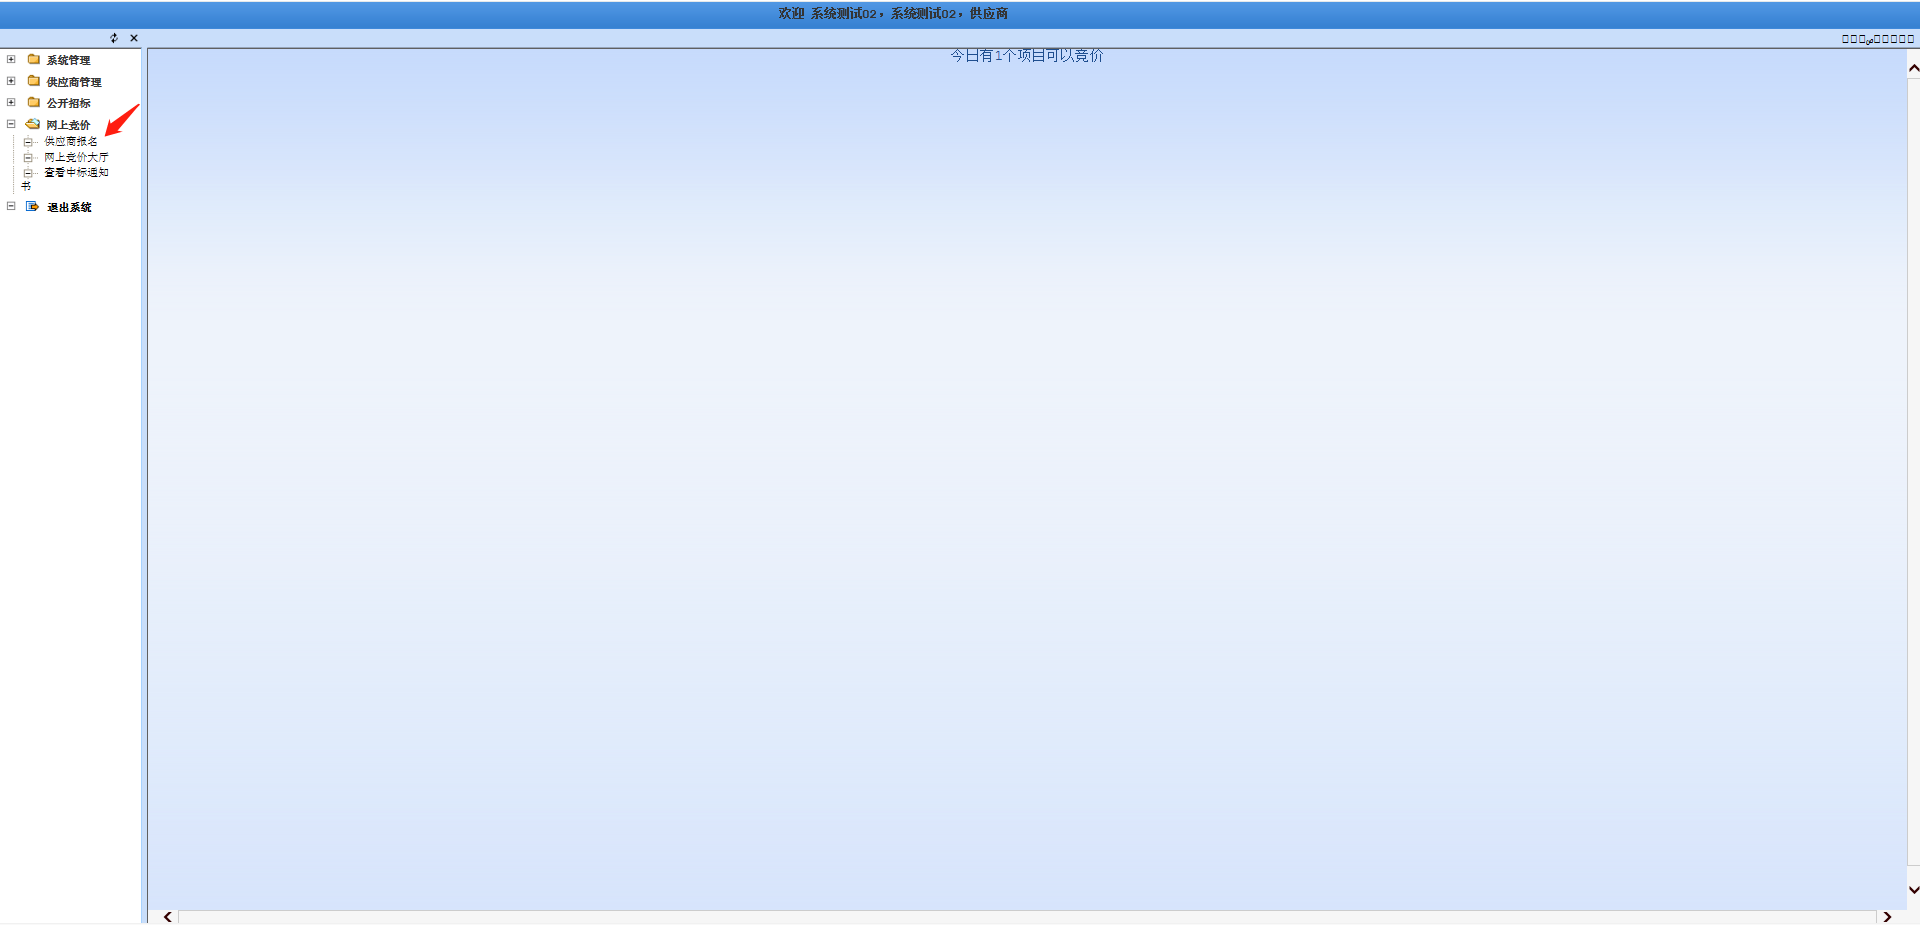 欢迎 系统测试02，系统测试02，供应商
今日有1个项目可以竞价
系统管理
供应商管理
公开招标
网上竞价
供应商报名
网上竞价大厅
查看中标通知
书
退出系统